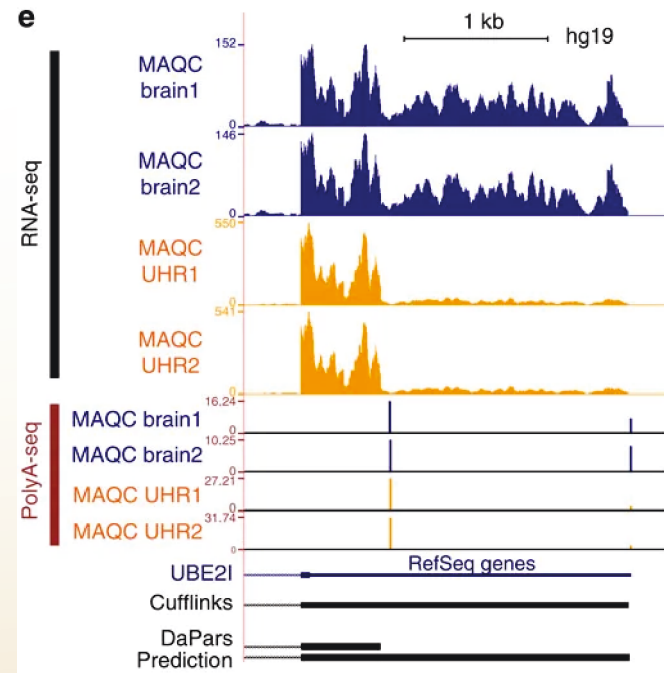 e
1 kb
hg19
RNA-seq
152
MAQC
brain1
0
146
MAQC
brain2
0
550
MAQC
UHR1
0
541
MAQC
UHR2
0
PolyA-seq
16.24
MAQC brain1
0
10.25
MAQC brain2
0
27.21
MAQC UHR1
0
31.74
MAQC UHR2
0
RefSeq genes
UBE2I
Cufflinks
DaPars
Prediction